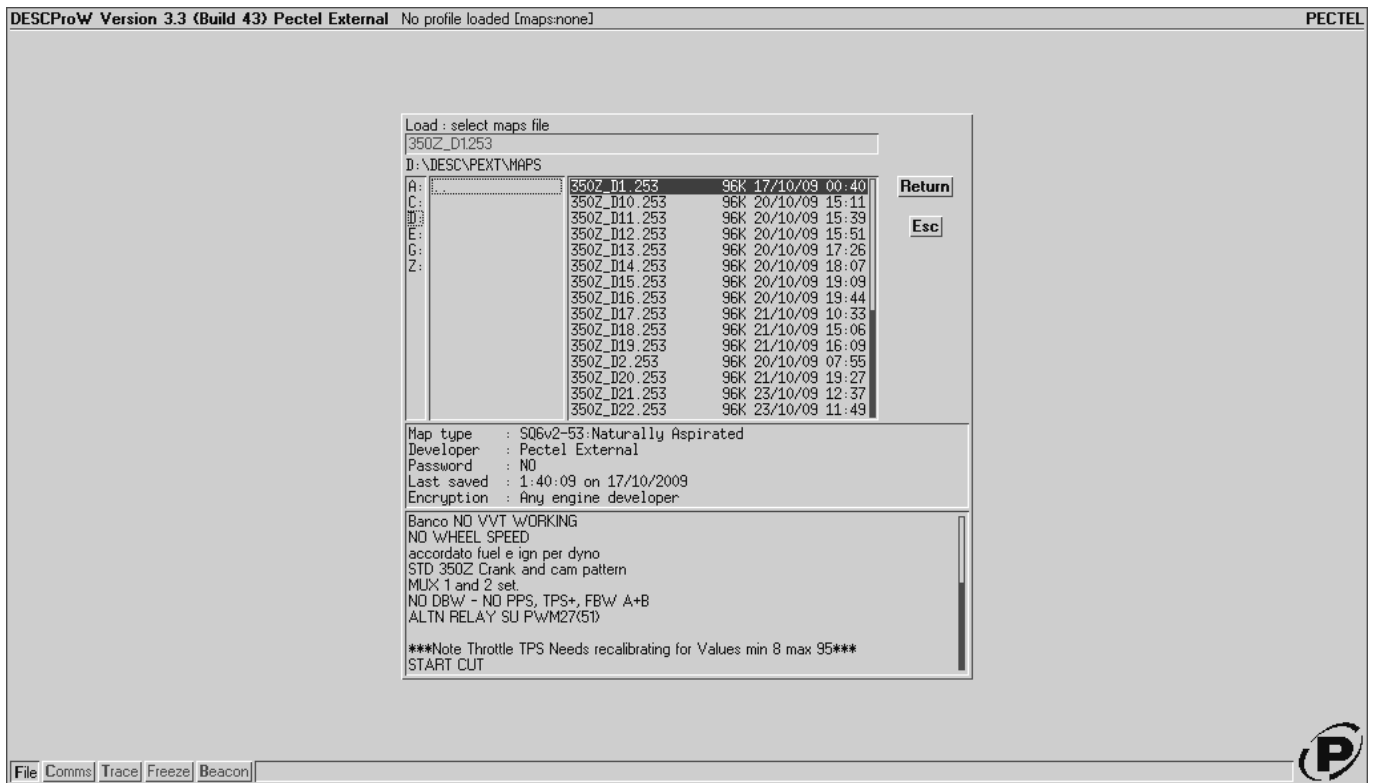 DESCProW Version 3.3 (Build 43) Pectel External No profile loaded [maps:none] PECTEL
Load : select maps file
350Z_D1.253
D:\DESC\PEXT\MAPS
A: .. 350Z_D1.253 96K 17/10/09 00:40 Return
C: 350Z_D10.253 96K 20/10/09 15:11
D: 350Z_D11.253 96K 20/10/09 15:39 Esc
E: 350Z_D12.253 96K 20/10/09 15:51
G: 350Z_D13.253 96K 20/10/09 17:26
Z: 350Z_D14.253 96K 20/10/09 18:07
350Z_D15.253 96K 20/10/09 19:09
350Z_D16.253 96K 20/10/09 19:44
350Z_D17.253 96K 21/10/09 10:33
350Z_D18.253 96K 21/10/09 15:06
350Z_D19.253 96K 21/10/09 16:09
350Z_D2.253 96K 20/10/09 07:55
350Z_D20.253 96K 21/10/09 19:27
350Z_D21.253 96K 23/10/09 12:37
350Z_D22.253 96K 23/10/09 11:49
Map type : SQ6v2-53:Naturally Aspirated
Developer : Pectel External
Password : NO
Last saved : 1:40:09 on 17/10/2009
Encryption : Any engine developer
Banco NO VVT WORKING
NO WHEEL SPEED
accordato fuel e ign per dyno
STD 350Z Crank and cam pattern
MUX 1 and 2 set.
NO DBW - NO PPS, TPS+, FBW A+B
ALTN RELAY SU PWM27(51)
***Note Throttle TPS Needs recalibrating for Values min 8 max 95***
START CUT
P
File Comms Trace Freeze Beacon